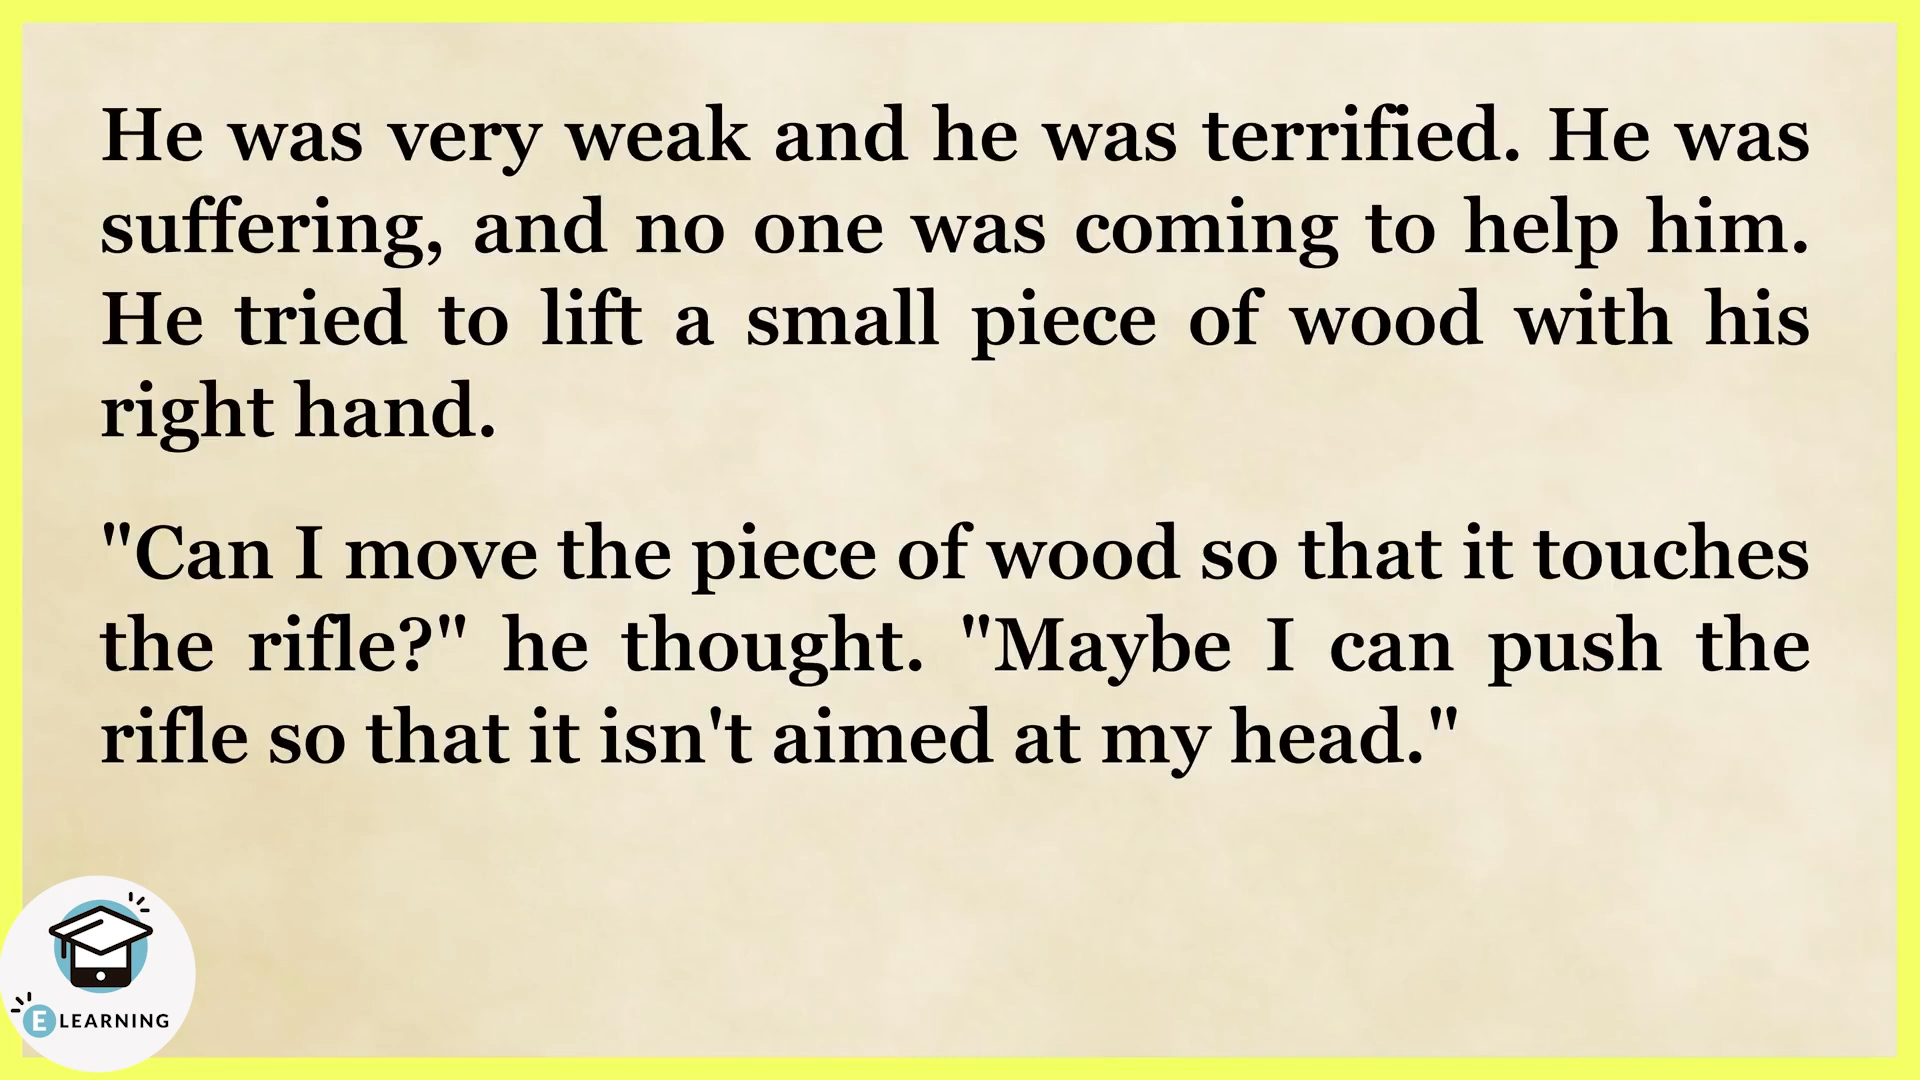 He was very weak and he was terrified. He was
suffering, and no one was coming to help him.
He tried to lift a small piece of wood with his
right hand.
"Can I move the piece of wood so that it touches
the rifle?" he thought. "Maybe I can push the
rifle so that it isn't aimed at my head."
E LEARNING